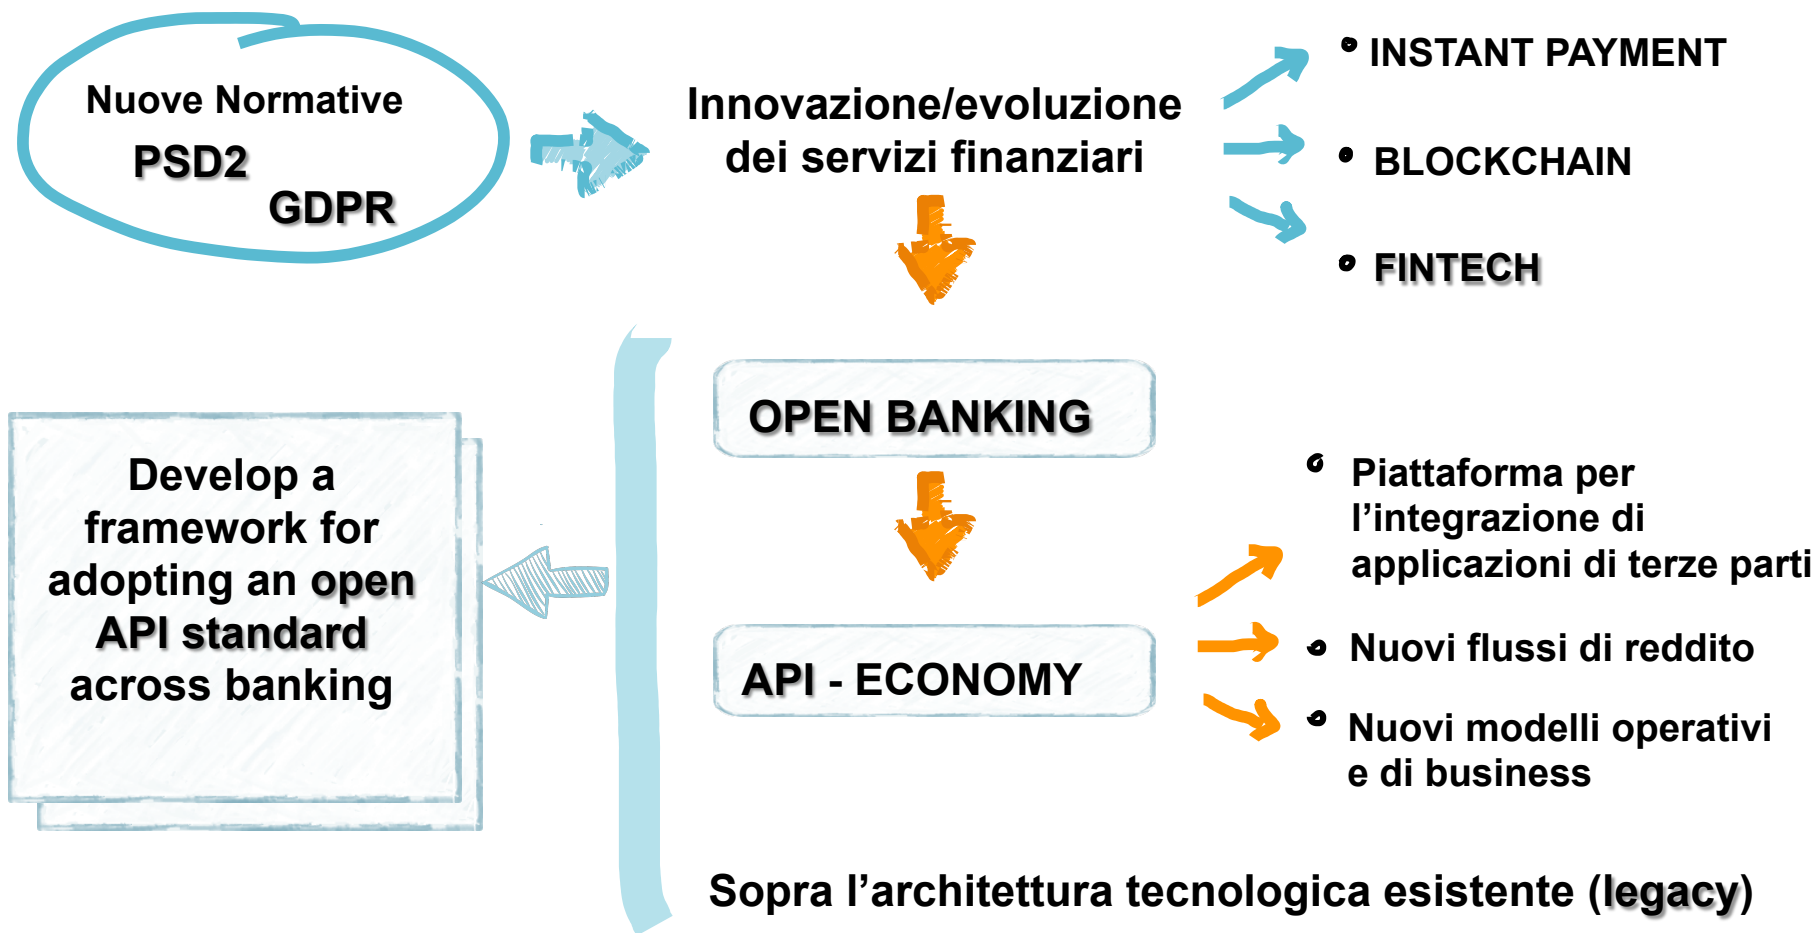 Nuove Normative
PSD2
GDPR
Innovazione/evoluzione
dei servizi finanziari
INSTANT PAYMENT
BLOCKCHAIN
FINTECH
OPEN BANKING
API - ECONOMY
Piattaforma per
l’integrazione di
applicazioni di terze parti
Nuovi flussi di reddito
Nuovi modelli operativi
e di business
Develop a
framework for
adopting an open
API standard
across banking
Sopra l’architettura tecnologica esistente (legacy)